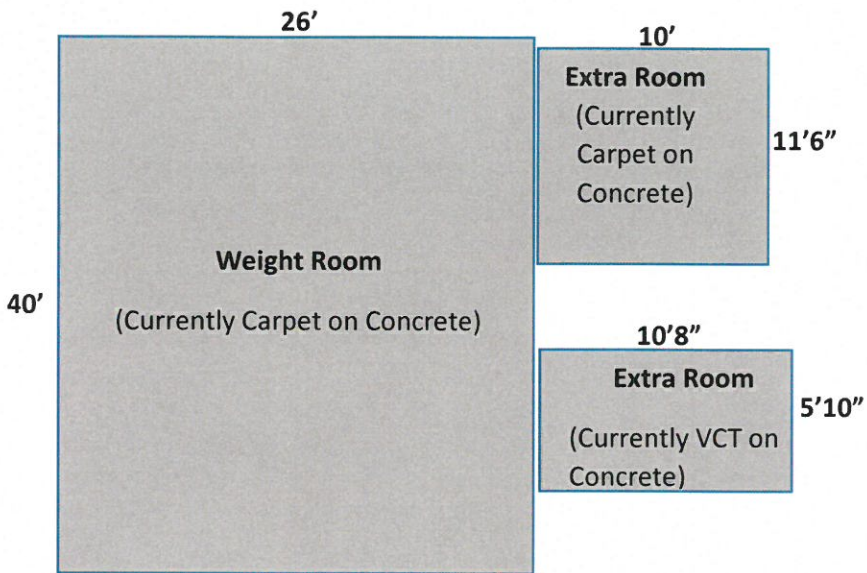 26’
10’
Extra Room
(Currently
Carpet on
Concrete)
11’6”
Weight Room
(Currently Carpet on Concrete)
40’
10’8”
Extra Room
(Currently VCT on
Concrete)
5’10”